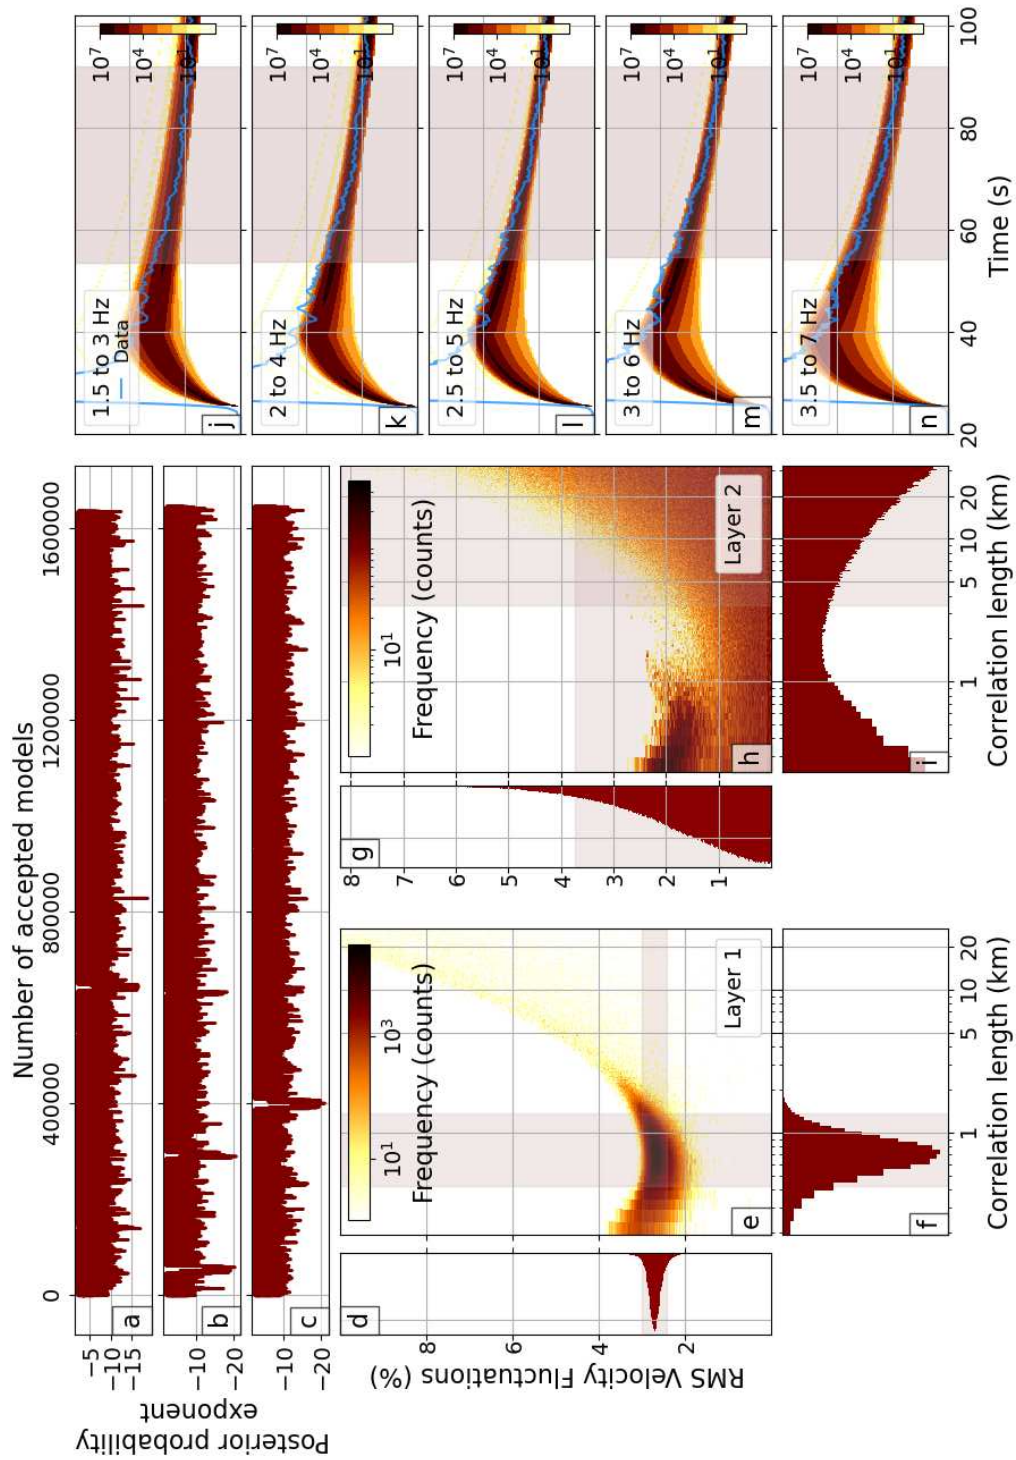 Number of accepted models
0
400000
800000
1200000
1600000
Posterior probability
exponent
−5
−10
−15
a
−10
−20
b
−10
−20
c
RMS Velocity Fluctuations (%)
8
6
4
2
d
10¹
10³
Frequency (counts)
e
Layer 1
f
1
5
10
20
Correlation length (km)
g
8
7
6
5
4
3
2
1
10¹
Frequency (counts)
h
Layer 2
i
1
5
10
20
Correlation length (km)
1.5 to 3 Hz
Data
j
10⁷
10⁴
10¹
2 to 4 Hz
k
10⁷
10⁴
10¹
2.5 to 5 Hz
l
10⁷
10⁴
10¹
3 to 6 Hz
m
10⁷
10⁴
10¹
3.5 to 7 Hz
n
10⁷
10⁴
10¹
20
40
60
80
100
Time (s)